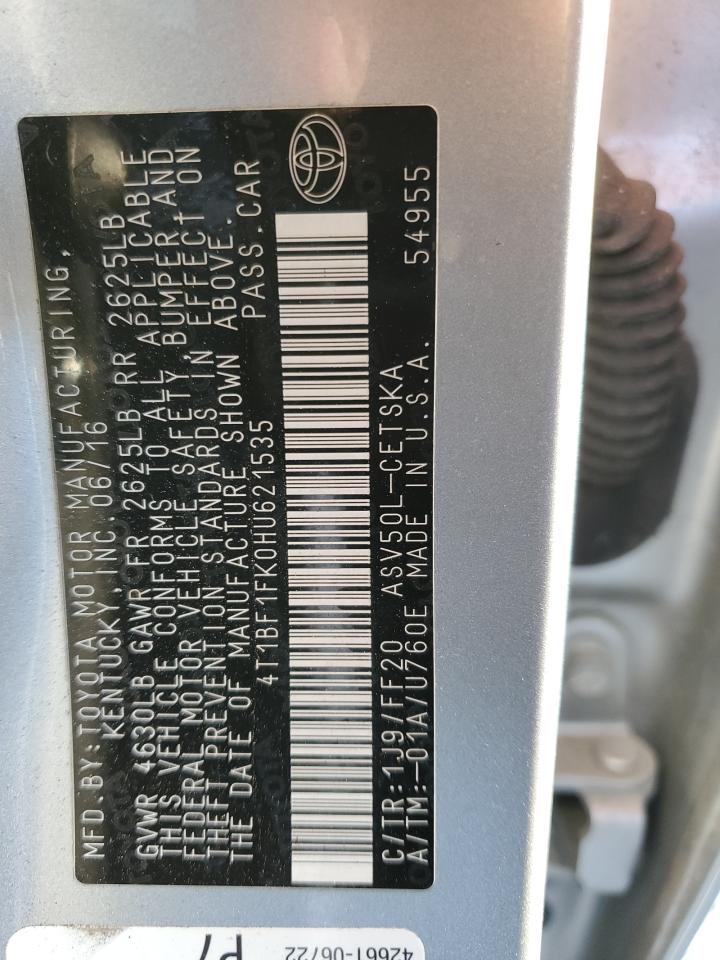 MFD.BY:TOYOTA MOTOR MANUFACTURING,
KENTUCKY,INC.06/16
GVWR 4630LB GAWR FR 2625LB RR 2625LB
THIS VEHICLE CONFORMS TO ALL APPLICABLE
FEDERAL MOTOR VEHICLE SAFETY,BUMPER AND
THEFT PREVENTION STANDARDS IN EFFECT ON
THE DATE OF MANUFACTURE SHOWN ABOVE.
4T1BF1FK0HU621535 PASS.CAR
C/TR:1J9/FF20 ASV50L-CETSKA
A/TM:-01A/U760E MADE IN U.S.A. 54955
42661-06722